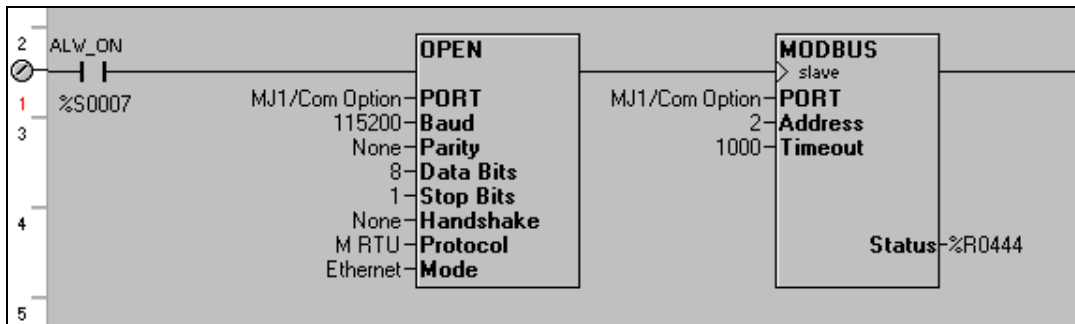 2
ALW_ON
%S0007
1
3
4
5
OPEN
MJ1/Com Option PORT
115200 Baud
None Parity
8 Data Bits
1 Stop Bits
None Handshake
M RTU Protocol
Ethernet Mode
MODBUS
slave
MJ1/Com Option PORT
2 Address
1000 Timeout
Status %R0444